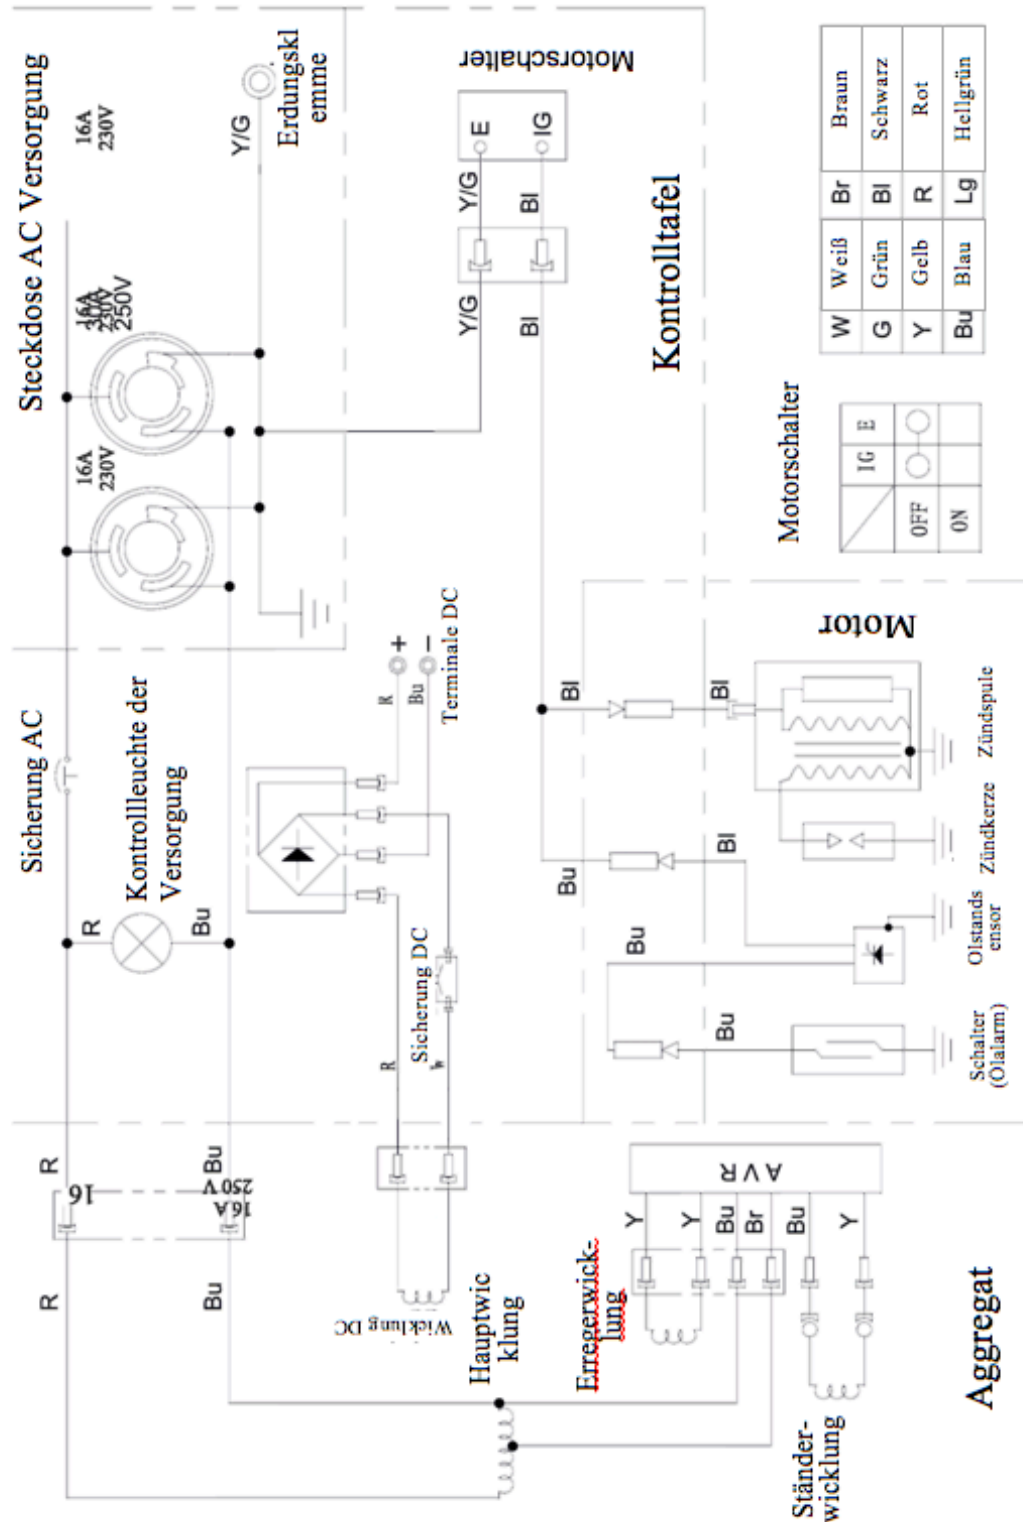 Steckdose AC Versorgung
16A
230V
16A
230V
250V
16A
230V
Y/G
Erdungskl
emme
Motorschalter
E
IG
Y/G
Bl
Y/G
Bl
Kontrolltafel
W
Weiß
Br
Braun
G
Grün
Bl
Schwarz
Y
Gelb
R
Rot
Bu
Blau
Lg
Hellgrün
Motorschalter
IG
E
OFF
ON
Sicherung AC
R
Kontrollleuchte der
Versorgung
Bu
R
+
Bu
−
Terminale DC
R
Sicherung DC
W
Motor
Bl
Bl
Bu
Bl
Bu
Bu
Zündspule
Zündkerze
Olstands
ensor
Schalter
(Olalarm)
R
16
R
Bu
16 A
250 V
Bu
Wicklung DC
Hauptwic
klung
Erregerwick-
lung
Y
Y
Bu
Br
Bu
Y
AVR
Ständer-
wicklung
Aggregat